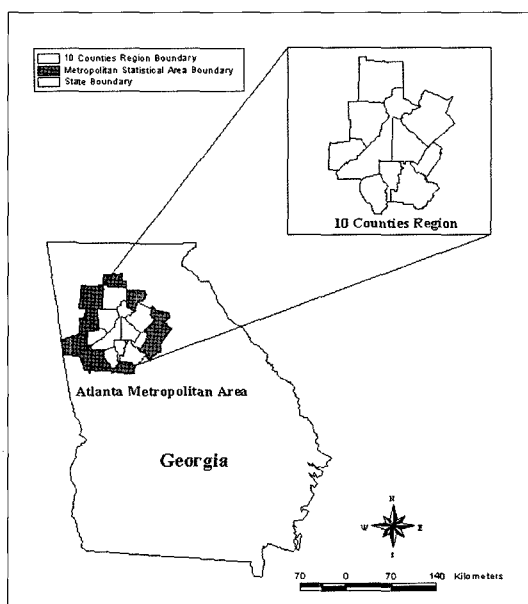 10 Counties Region Boundary
Metropolitan Statistical Area Boundary
State Boundary
10 Counties Region
Atlanta Metropolitan Area
Georgia
N
W E
S
70 0 70 140 Kilometers